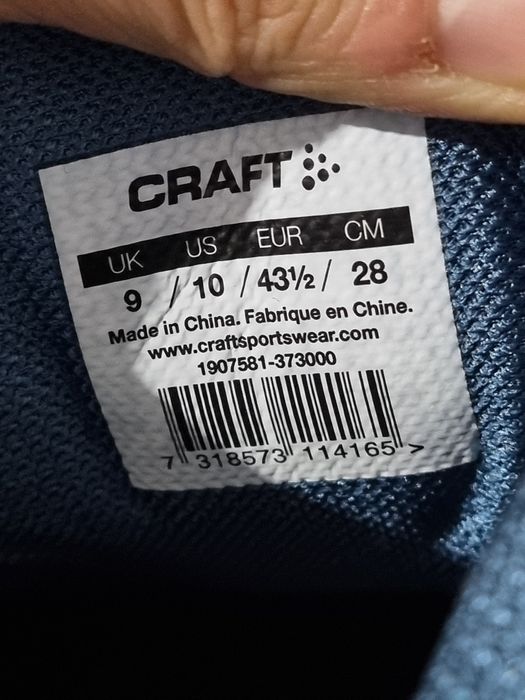 CRAFT
UK US EUR CM
9 / 10 / 43½ / 28
Made in China. Fabrique en Chine.
www.craftsportswear.com
1907581-373000
7 318573 114165 >